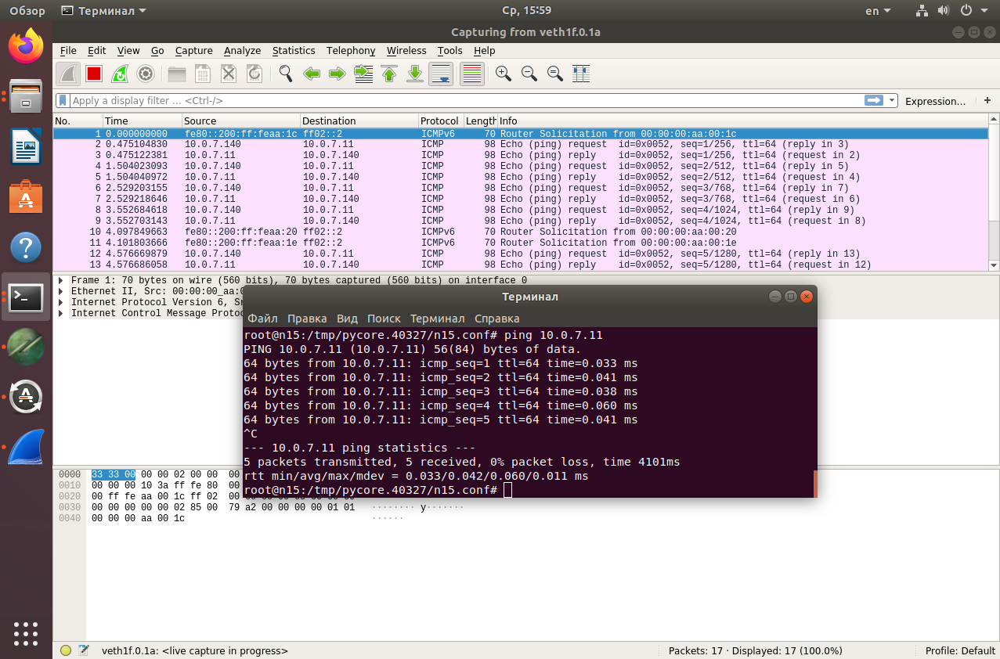 Обзор Терминал Ср, 15:59 en
Capturing from veth1f.0.1a
File Edit View Go Capture Analyze Statistics Telephony Wireless Tools Help
Apply a display filter ... <Ctrl-/> Expression... +
No. Time Source Destination Protocol Length Info
1 0.000000000 fe80::200:ff:feaa:1c ff02::2 ICMPv6 70 Router Solicitation from 00:00:00:aa:00:1c
2 0.475104830 10.0.7.140 10.0.7.11 ICMP 98 Echo (ping) request id=0x0052, seq=1/256, ttl=64 (reply in 3)
3 0.475122381 10.0.7.11 10.0.7.140 ICMP 98 Echo (ping) reply id=0x0052, seq=1/256, ttl=64 (request in 2)
4 1.504023093 10.0.7.140 10.0.7.11 ICMP 98 Echo (ping) request id=0x0052, seq=2/512, ttl=64 (reply in 5)
5 1.504040972 10.0.7.11 10.0.7.140 ICMP 98 Echo (ping) reply id=0x0052, seq=2/512, ttl=64 (request in 4)
6 2.529203155 10.0.7.140 10.0.7.11 ICMP 98 Echo (ping) request id=0x0052, seq=3/768, ttl=64 (reply in 7)
7 2.529218646 10.0.7.11 10.0.7.140 ICMP 98 Echo (ping) reply id=0x0052, seq=3/768, ttl=64 (request in 6)
8 3.552684618 10.0.7.140 10.0.7.11 ICMP 98 Echo (ping) request id=0x0052, seq=4/1024, ttl=64 (reply in 9)
9 3.552703143 10.0.7.11 10.0.7.140 ICMP 98 Echo (ping) reply id=0x0052, seq=4/1024, ttl=64 (request in 8)
10 4.097849663 fe80::200:ff:feaa:20 ff02::2 ICMPv6 70 Router Solicitation from 00:00:00:aa:00:20
11 4.101803666 fe80::200:ff:feaa:1e ff02::2 ICMPv6 70 Router Solicitation from 00:00:00:aa:00:1e
12 4.576669879 10.0.7.140 10.0.7.11 ICMP 98 Echo (ping) request id=0x0052, seq=5/1280, ttl=64 (reply in 13)
13 4.576686058 10.0.7.11 10.0.7.140 ICMP 98 Echo (ping) reply id=0x0052, seq=5/1280, ttl=64 (request in 12)
Frame 1: 70 bytes on wire (560 bits), 70 bytes captured (560 bits) on interface 0
Ethernet II, Src: 00:00:00_aa:0
Internet Protocol Version 6, Sr
Internet Control Message Proto
Терминал
Файл Правка Вид Поиск Терминал Справка
root@n15:/tmp/pycore.40327/n15.conf# ping 10.0.7.11
PING 10.0.7.11 (10.0.7.11) 56(84) bytes of data.
64 bytes from 10.0.7.11: icmp_seq=1 ttl=64 time=0.033 ms
64 bytes from 10.0.7.11: icmp_seq=2 ttl=64 time=0.041 ms
64 bytes from 10.0.7.11: icmp_seq=3 ttl=64 time=0.038 ms
64 bytes from 10.0.7.11: icmp_seq=4 ttl=64 time=0.060 ms
64 bytes from 10.0.7.11: icmp_seq=5 ttl=64 time=0.041 ms
^C
--- 10.0.7.11 ping statistics ---
5 packets transmitted, 5 received, 0% packet loss, time 4101ms
rtt min/avg/max/mdev = 0.033/0.042/0.060/0.011 ms
root@n15:/tmp/pycore.40327/n15.conf#
0000 33 33 00 00 00 02 00 00 00
0010 00 00 00 10 3a ff fe 80 00
0020 00 ff fe aa 00 1c ff 02 00
0030 00 00 00 00 00 02 85 00 79 a2 00 00 00 00 01 01 ········ y·······
0040 00 00 00 aa 00 1c ······
veth1f.0.1a: <live capture in progress> Packets: 17 · Displayed: 17 (100.0%) Profile: Default